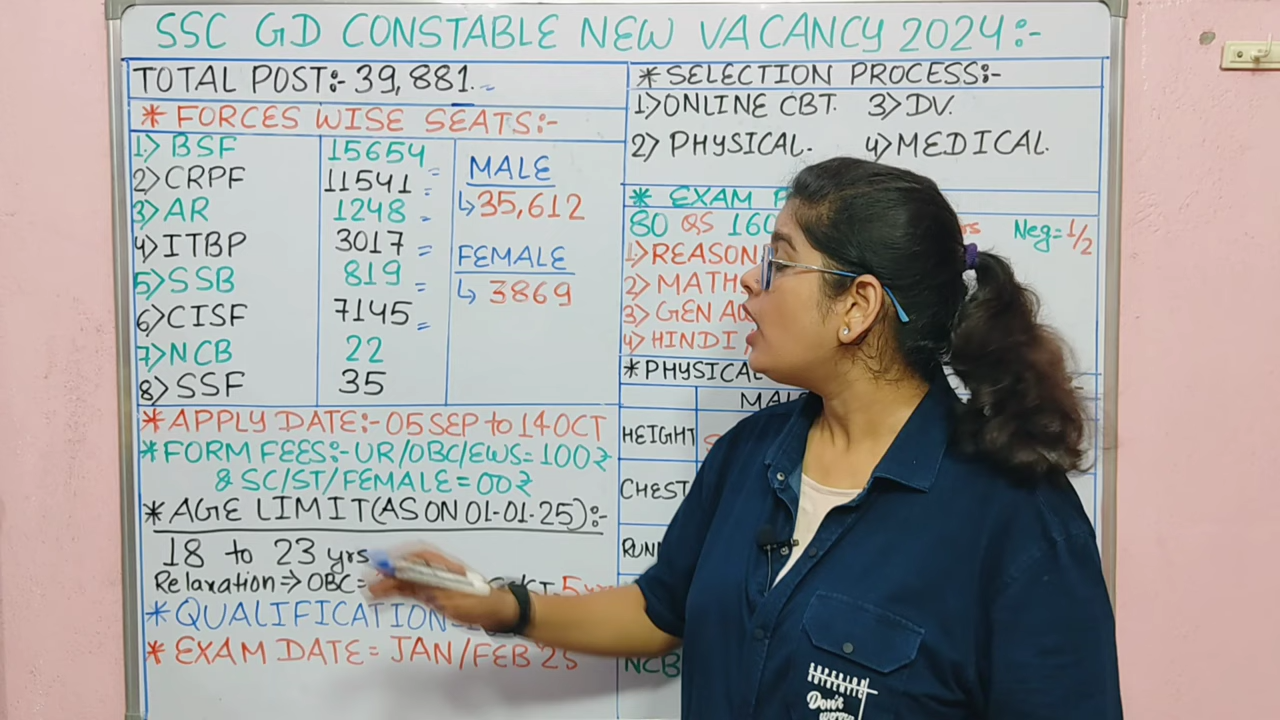 SSC GD CONSTABLE NEW VACANCY 2024:-
TOTAL POST:- 39,881.
* FORCES WISE SEATS:-
1.> BSF 15654
2> CRPF 11541
3> AR 1248
4> ITBP 3017
5> SSB 819
6> CISF 7145
7> NCB 22
8> SSF 35
MALE
↳ 35,612
FEMALE
↳ 3869
* APPLY DATE:- 05 SEP to 14 OCT
* FORM FEES:- UR/OBC/EWS= 100₹
& SC/ST/FEMALE = 00₹
* AGE LIMIT(AS ON 01-01-25):-
18 to 23 yrs
Relaxation => OBC=
* QUALIFICATION
* EXAM DATE = JAN/FEB'25
* SELECTION PROCESS:-
1> ONLINE CBT. 3> DV.
2> PHYSICAL. 4> MEDICAL.
* EXAM
80 QS 160 Neg=1/2
1.> REASON
2> MATHS
3> GEN
4> HINDI
* PHYSICAL
MALE
HEIGHT
CHEST
NCB
Don't